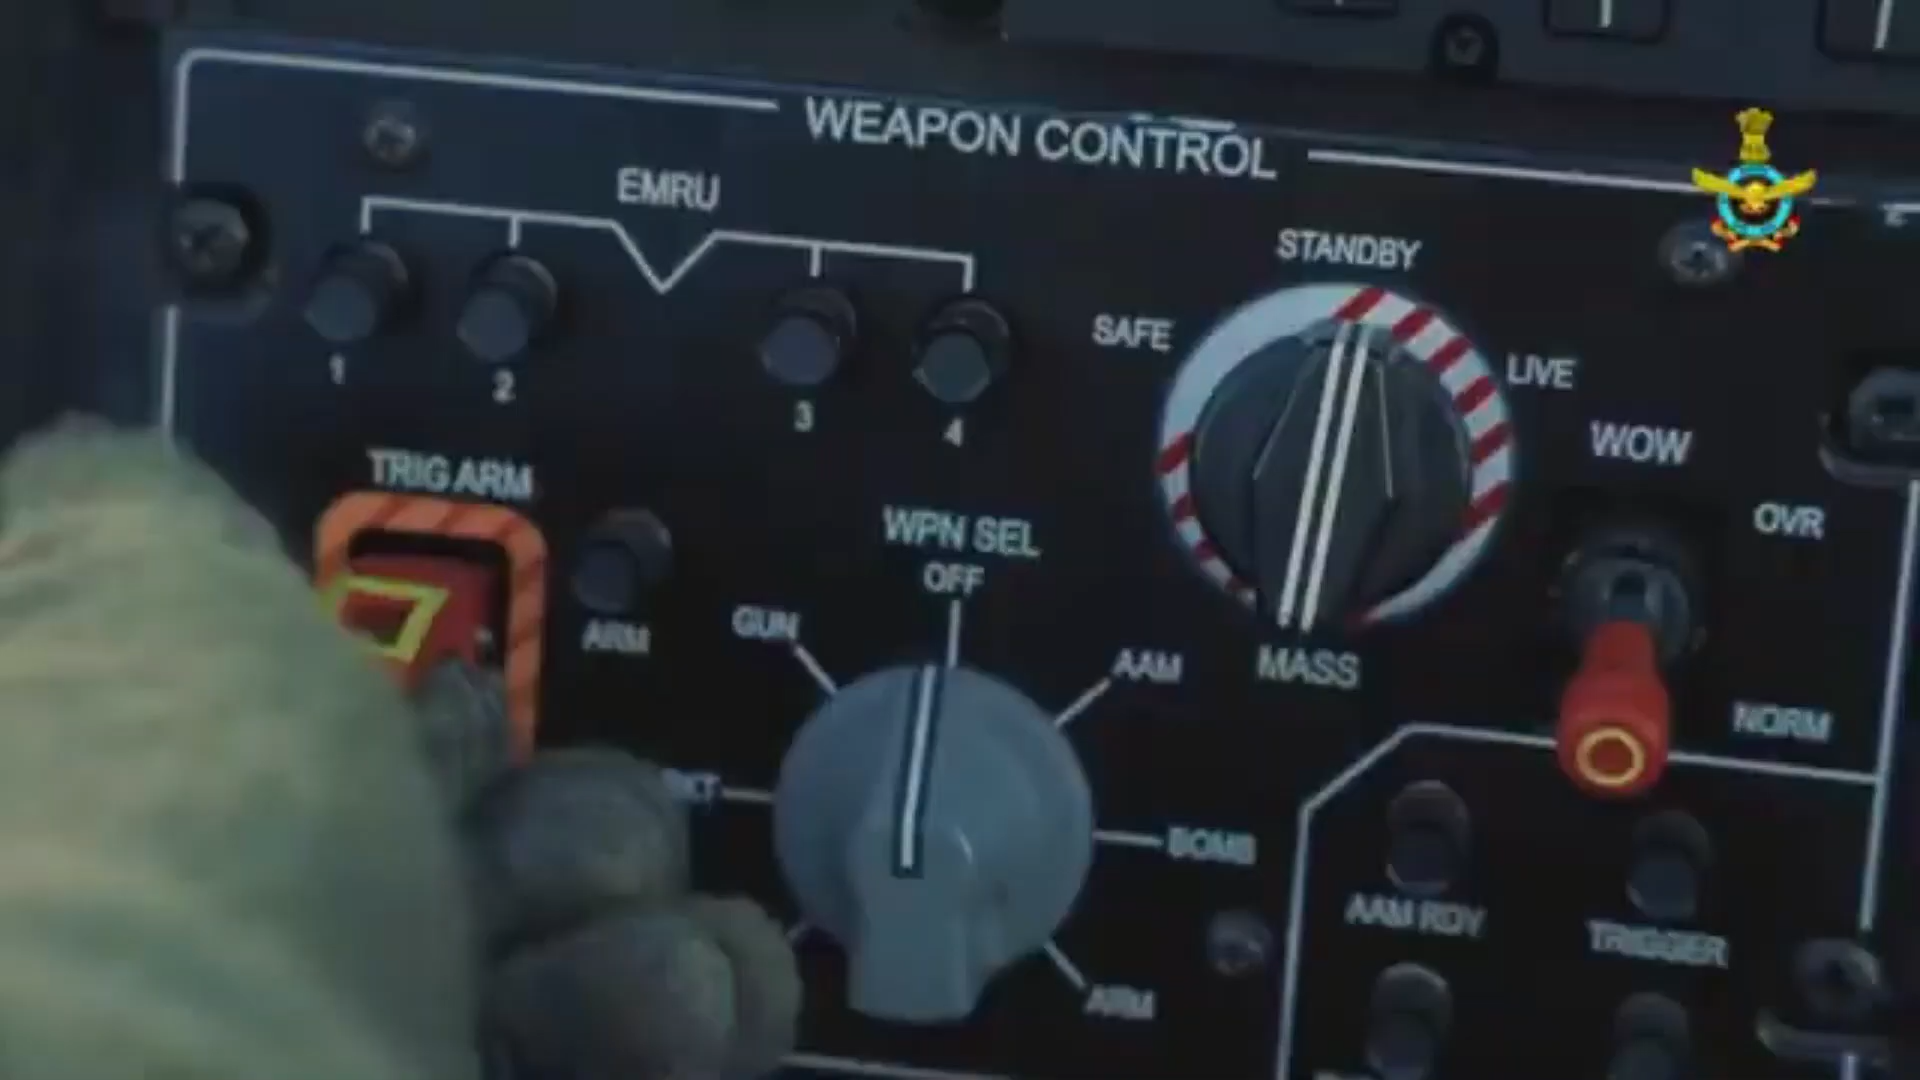 WEAPON CONTROL
EMRU
1
2
3
4
STANDBY
SAFE
LIVE
MASS
WOW
OVR
NORM
TRIG ARM
ARM
WPN SEL
OFF
GUN
AAM
BOMB
ARM
AAM RDY
TRIGGER